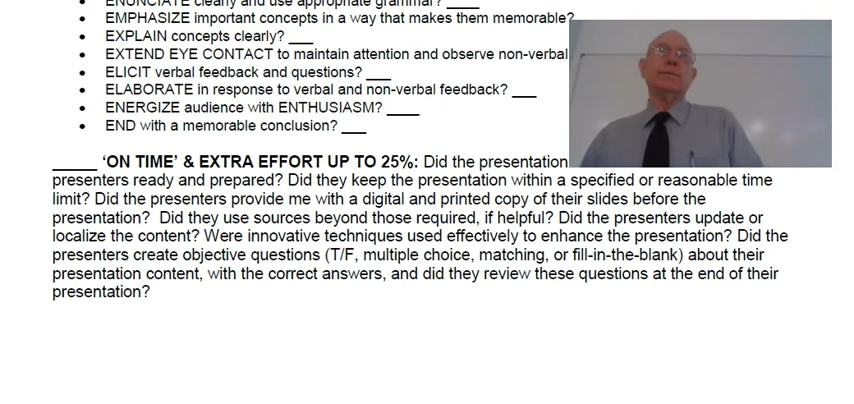 • ENUNCIATE clearly and use appropriate grammar? ____
• EMPHASIZE important concepts in a way that makes them memorable?
• EXPLAIN concepts clearly? ___
• EXTEND EYE CONTACT to maintain attention and observe non-verbal
• ELICIT verbal feedback and questions? ___
• ELABORATE in response to verbal and non-verbal feedback? ___
• ENERGIZE audience with ENTHUSIASM? ____
• END with a memorable conclusion? ___
_____ ‘ON TIME’ & EXTRA EFFORT UP TO 25%: Did the presentation
presenters ready and prepared? Did they keep the presentation within a specified or reasonable time
limit? Did the presenters provide me with a digital and printed copy of their slides before the
presentation? Did they use sources beyond those required, if helpful? Did the presenters update or
localize the content? Were innovative techniques used effectively to enhance the presentation? Did the
presenters create objective questions (T/F, multiple choice, matching, or fill-in-the-blank) about their
presentation content, with the correct answers, and did they review these questions at the end of their
presentation?